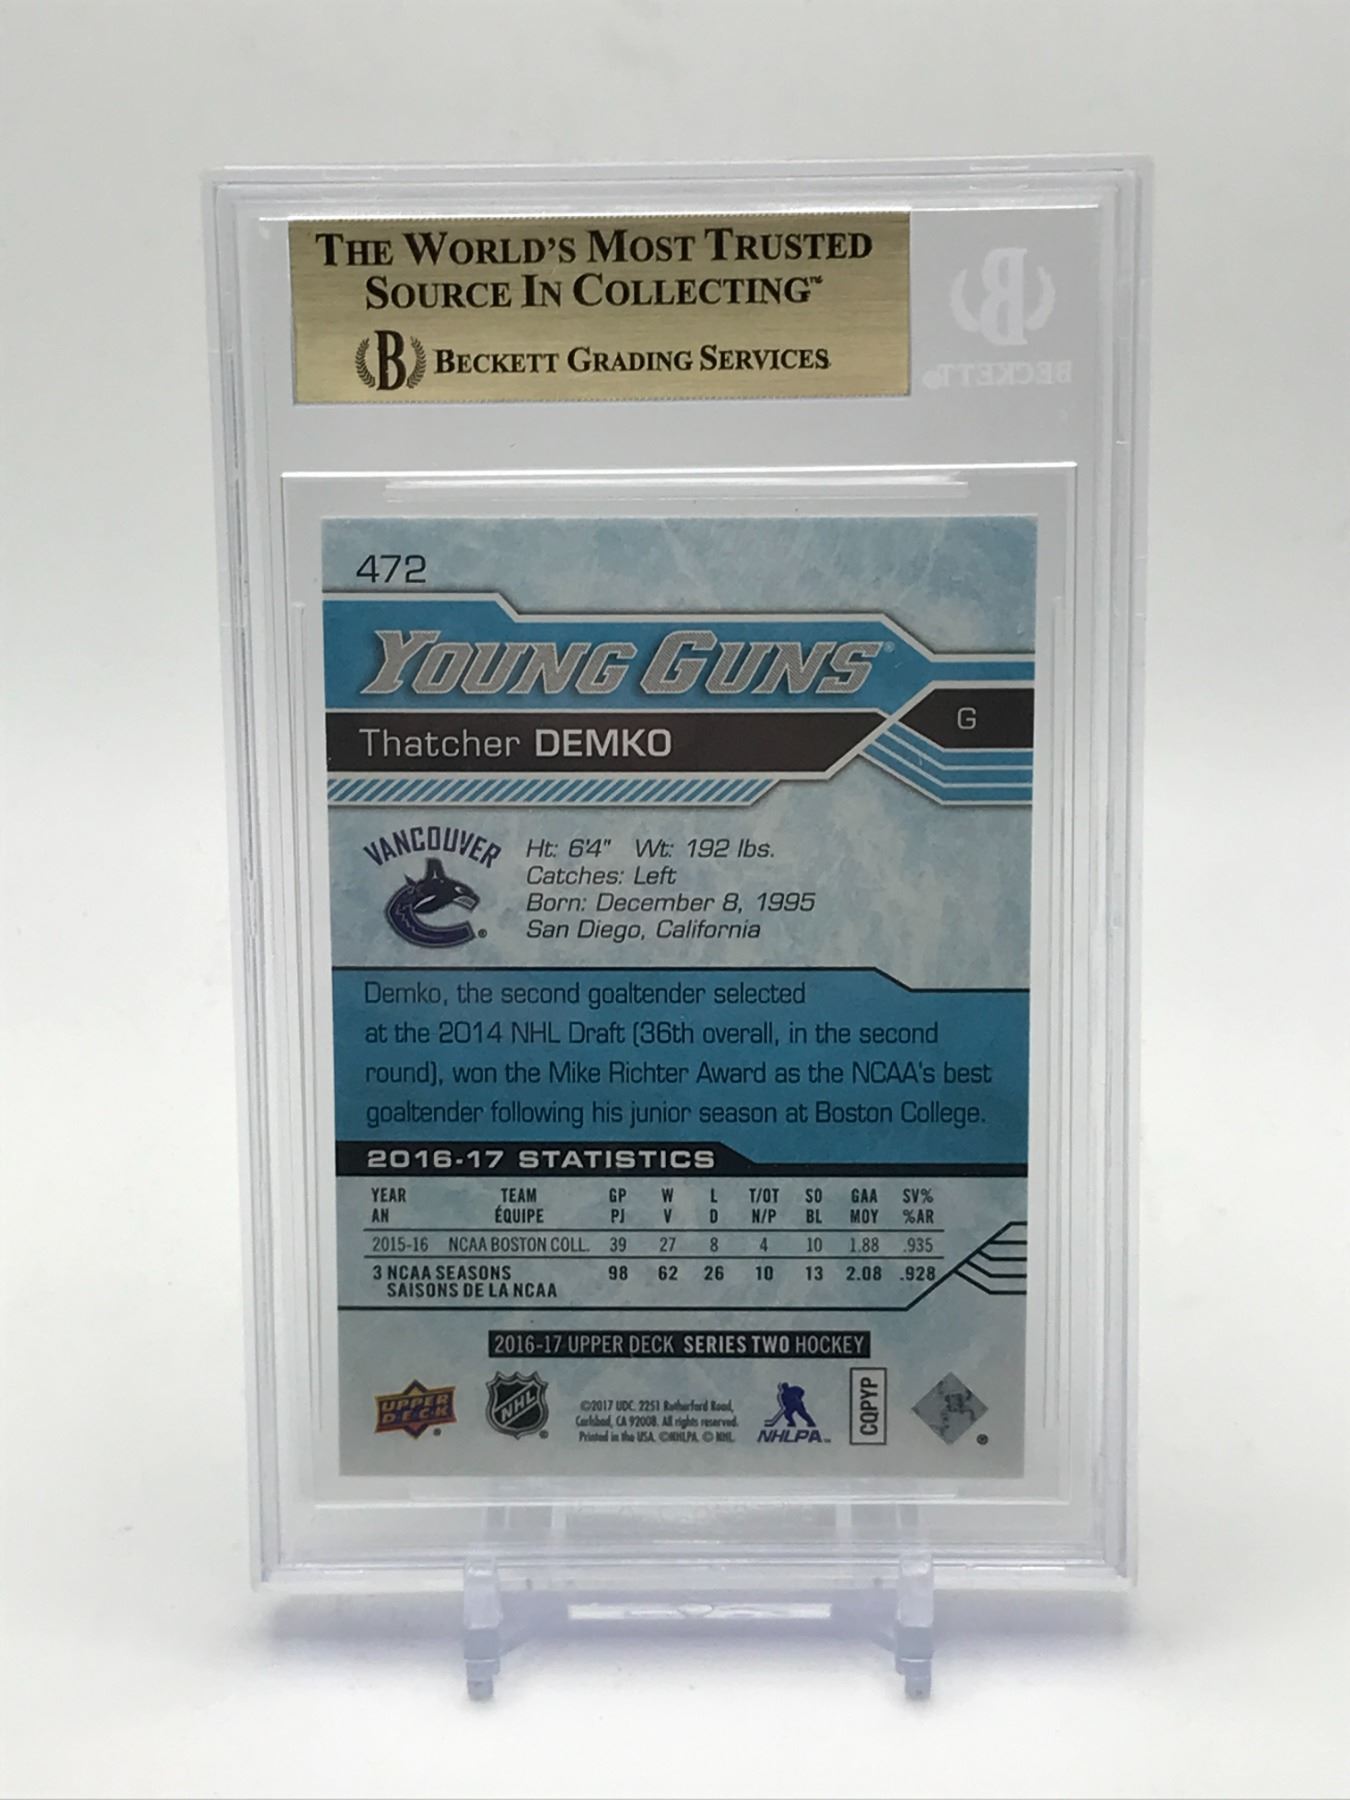 THE WORLD'S MOST TRUSTED
SOURCE IN COLLECTING™
B BECKETT GRADING SERVICES
B
BECKETT®
472
YOUNG GUNS®
Thatcher DEMKO
G
VANCOUVER
Ht: 6'4" Wt: 192 lbs.
Catches: Left
Born: December 8, 1995
San Diego, California
Demko, the second goaltender selected
at the 2014 NHL Draft (36th overall, in the second
round), won the Mike Richter Award as the NCAA's best
goaltender following his junior season at Boston College.
2016-17 STATISTICS
YEAR TEAM GP W L T/OT SO GAA SV%
AN ÉQUIPE PJ V D N/P BL MOY %AR
2015-16 NCAA BOSTON COLL. 39 27 8 4 10 1.88 .935
3 NCAA SEASONS 98 62 26 10 13 2.08 .928
SAISONS DE LA NCAA
2016-17 UPPER DECK SERIES TWO HOCKEY
UPPER
D·E·C·K
®
NHL
®
©2017 UDC. 2251 Rutherford Road,
Carlsbad, CA 92008. All rights reserved.
Printed in the USA. ©NHLPA. © NHL.
NHLPA™
CQPYP
®